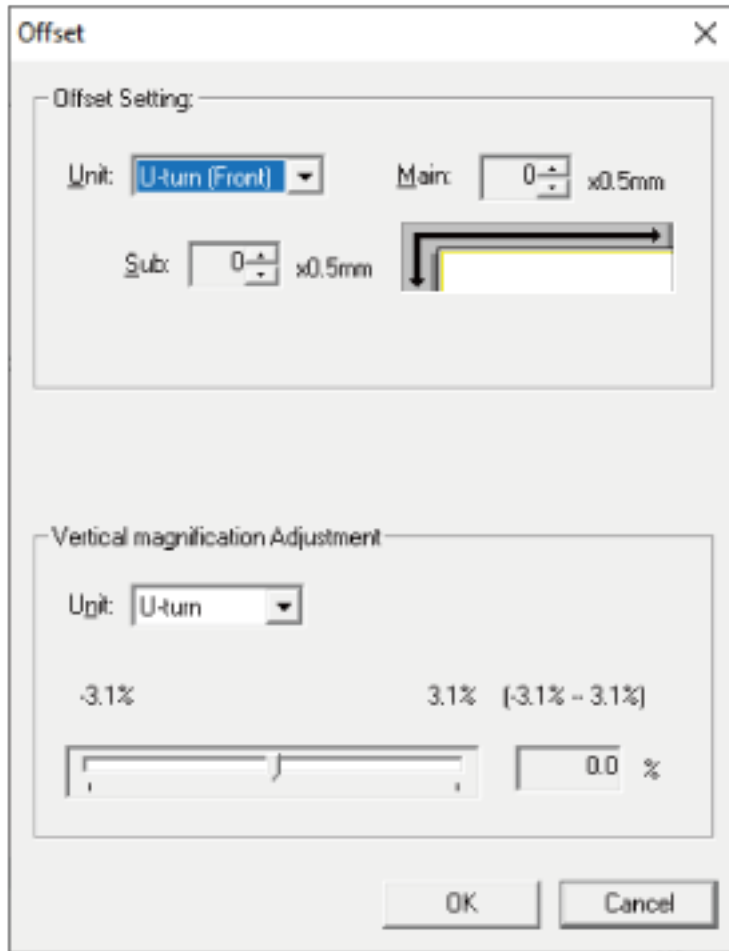 Offset
Offset Setting:
Unit: U-turn (Front) Main: 0 x0.5mm
Sub: 0 x0.5mm
Vertical magnification Adjustment
Unit: U-turn
-3.1% 3.1% (-3.1% -- 3.1%)
0.0 %
OK Cancel